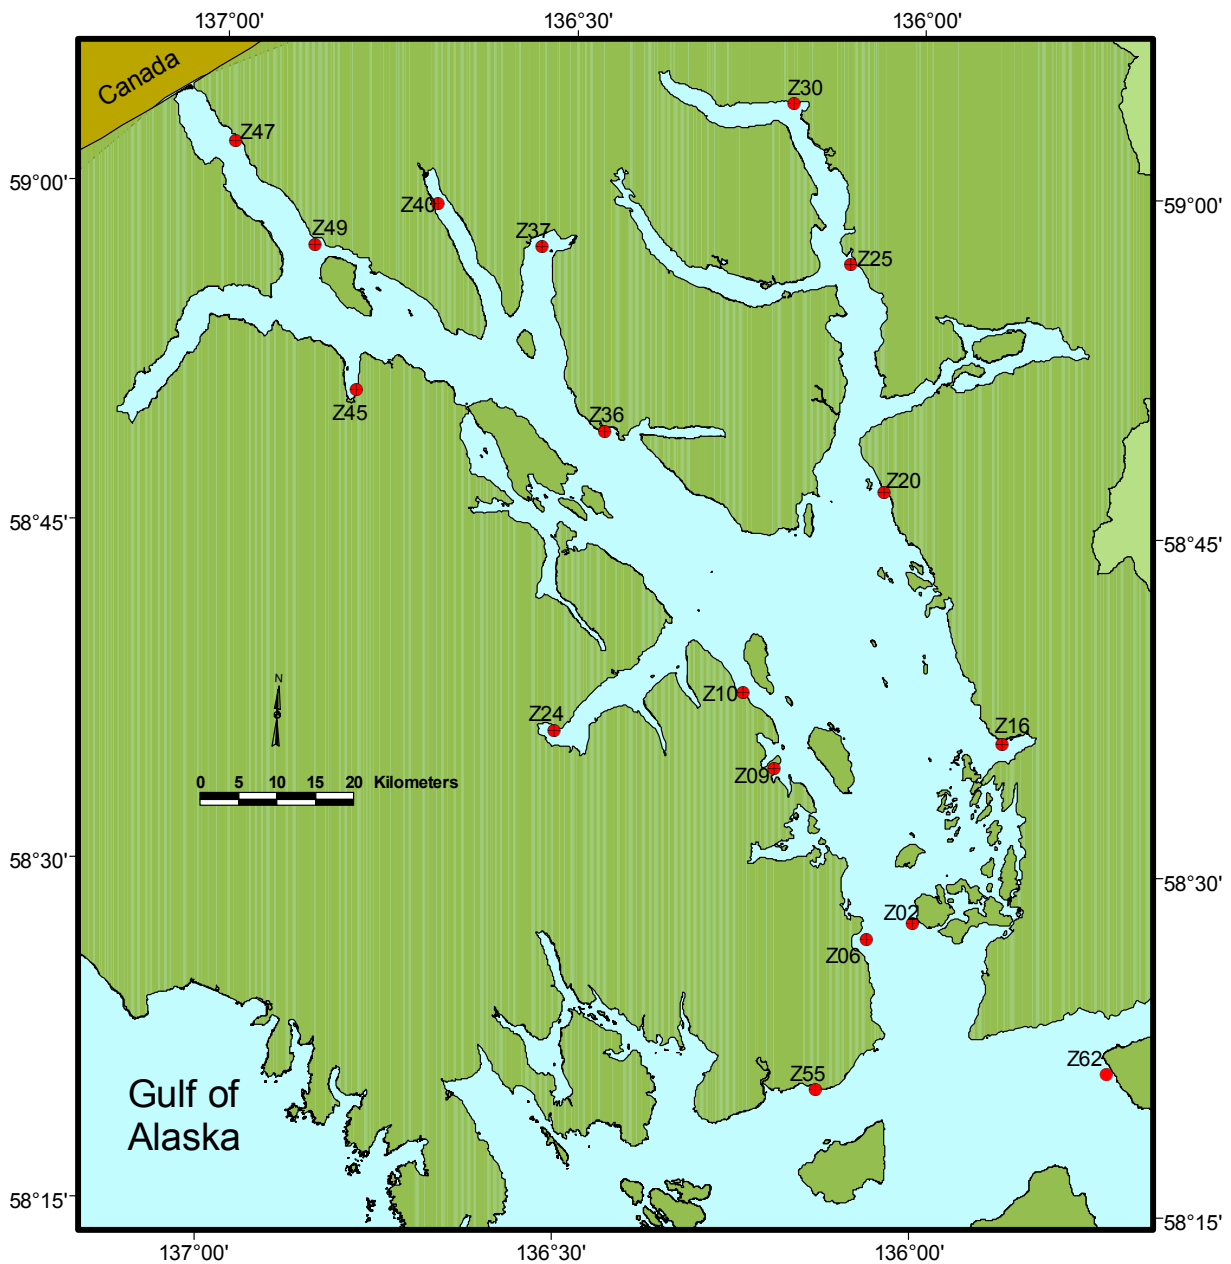 137°00'
136°30'
136°00'
Canada
Z30
Z47
59°00'
59°00'
Z40
Z49
Z37
Z25
Z45
Z36
Z20
58°45'
58°45'
N
Z10
Z24
Z16
Z09
0 5 10 15 20 Kilometers
58°30'
58°30'
Z02
Z06
Z62
Z55
Gulf of
Alaska
58°15'
58°15'
137°00'
136°30'
136°00'